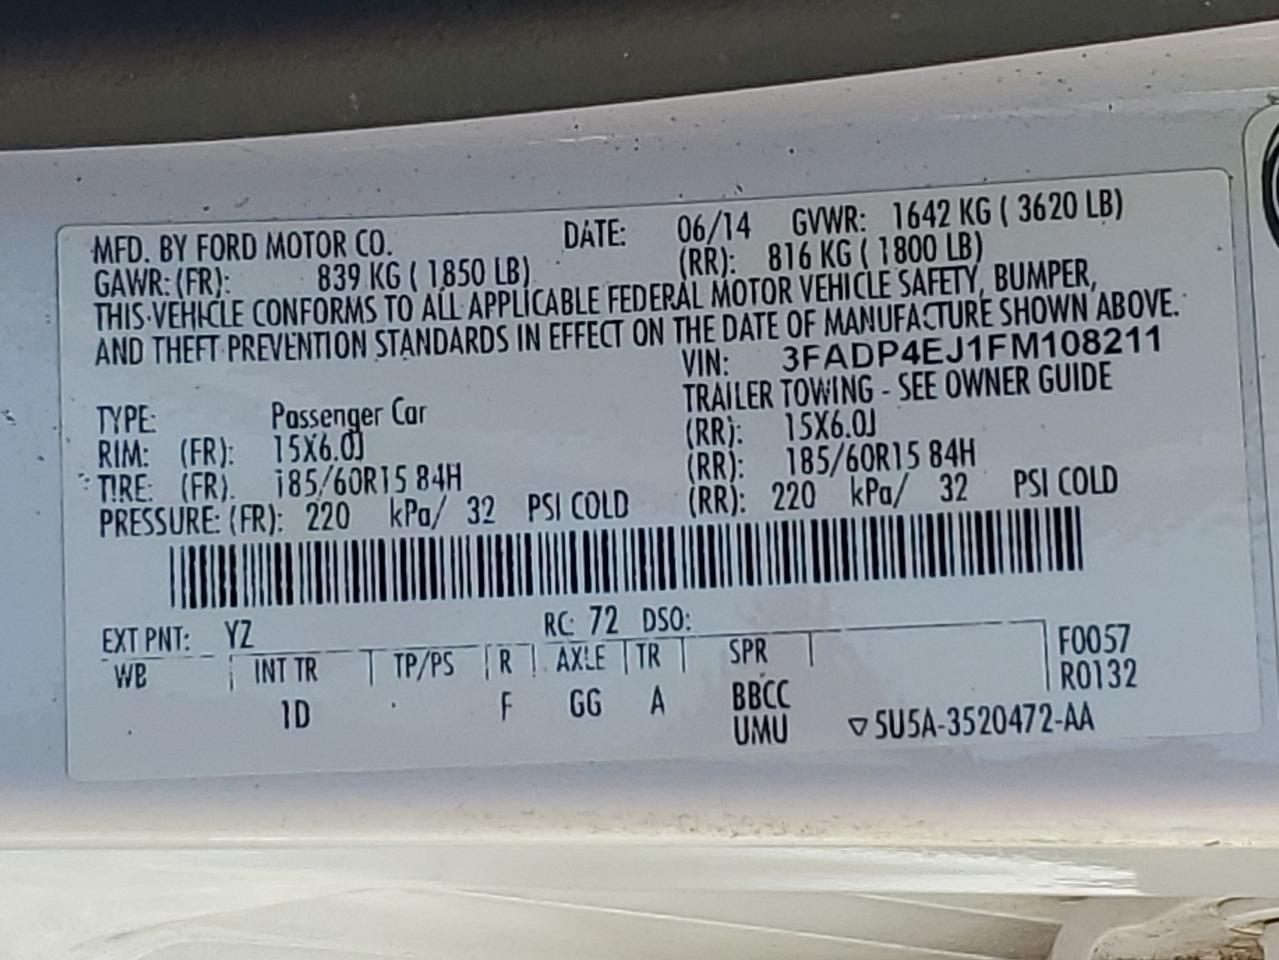 MFD. BY FORD MOTOR CO. DATE: 06/14 GVWR: 1642 KG ( 3620 LB)
GAWR: (FR): 839 KG ( 1850 LB) (RR): 816 KG ( 1800 LB)
THIS VEHICLE CONFORMS TO ALL APPLICABLE FEDERAL MOTOR VEHICLE SAFETY, BUMPER,
AND THEFT PREVENTION STANDARDS IN EFFECT ON THE DATE OF MANUFACTURE SHOWN ABOVE.
VIN: 3FADP4EJ1FM108211
TRAILER TOWING - SEE OWNER GUIDE
TYPE: Passenger Car
RIM: (FR): 15X6.0J (RR): 15X6.0J
TIRE: (FR). 185/60R15 84H (RR): 185/60R15 84H
PRESSURE: (FR): 220 kPa/ 32 PSI COLD (RR): 220 kPa/ 32 PSI COLD
EXT PNT: YZ RC: 72 DSO:
WB INT TR TP/PS R AXLE TR SPR F0057
R0132
1D F GG A BBCC
UMU ▽ 5U5A-3520472-AA